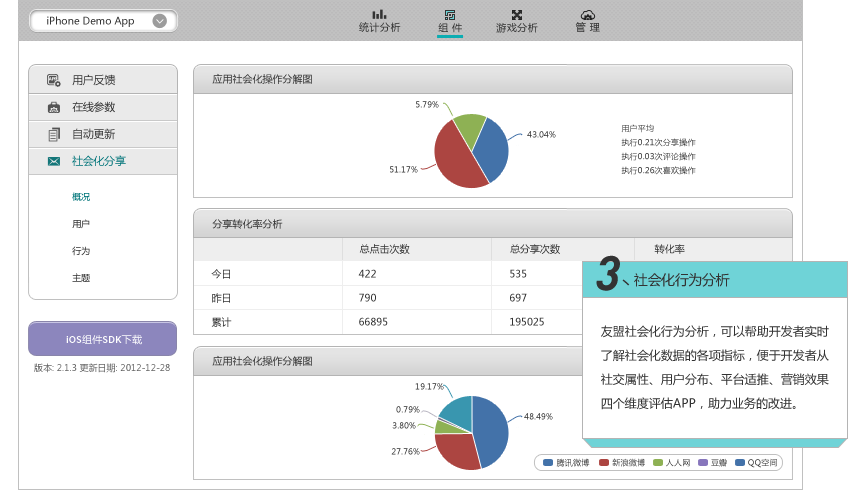 iPhone Demo App
统计分析
组 件
游戏分析
管 理
用户反馈
在线参数
自动更新
社会化分享
概况
用户
行为
主题
iOS组件SDK下载
版本: 2.1.3 更新日期: 2012-12-28
应用社会化操作分解图
5.79%
43.04%
51.17%
用户平均
执行0.21次分享操作
执行0.03次评论操作
执行0.26次喜欢操作
分享转化率分析
总点击次数 总分享次数 转化率
今日 422 535
昨日 790 697
累计 66895 195025
应用社会化操作分解图
19.17%
0.79%
3.80%
27.76%
48.49%
腾讯微博 新浪微博 人人网 豆瓣 QQ空间
3、社会化行为分析
友盟社会化行为分析，可以帮助开发者实时
了解社会化数据的各项指标，便于开发者从
社交属性、用户分布、平台适推、营销效果
四个维度评估APP，助力业务的改进。